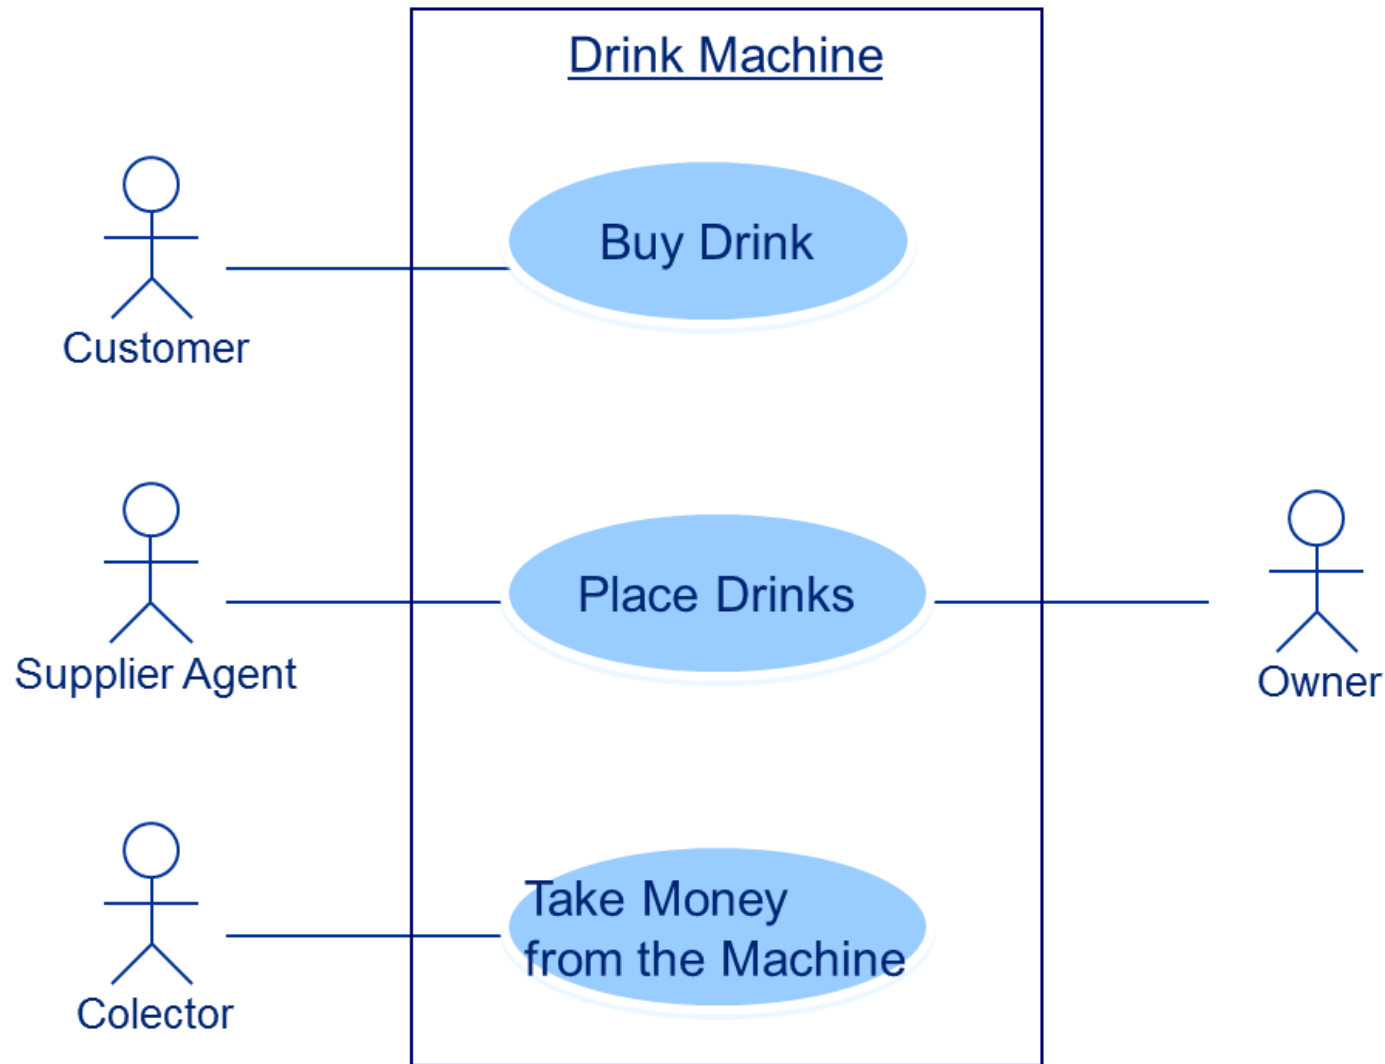 Drink Machine
Buy Drink
Customer
Place Drinks
Supplier Agent
Owner
Take Money
from the Machine
Colector